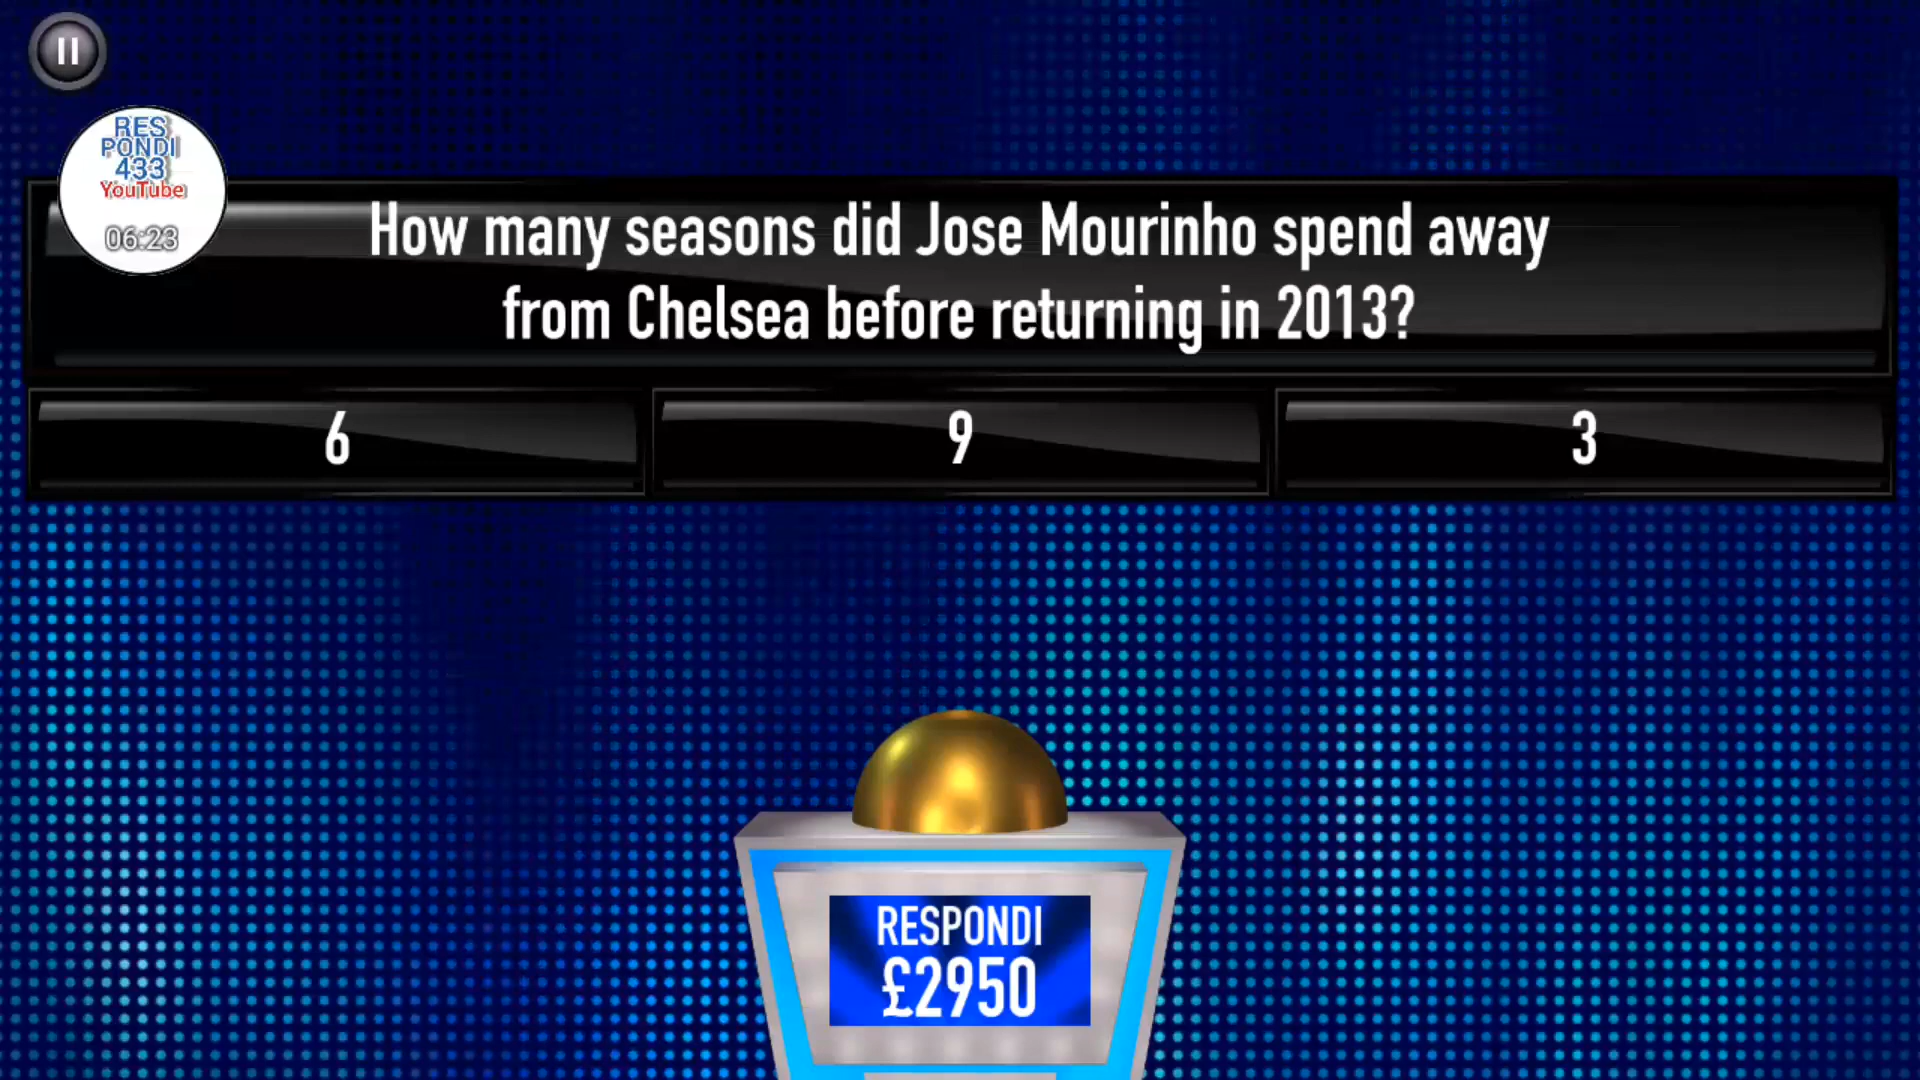 RES
PONDI
433
YouTube
06:23
How many seasons did Jose Mourinho spend away
from Chelsea before returning in 2013?
6
9
3
RESPONDI
£2950